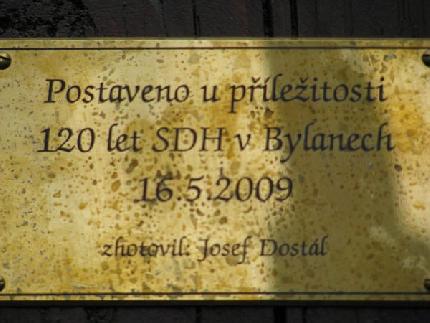 Postaveno u příležitosti
120 let SDH v Bylanech
16.5.2009
zhotovil: Josef Dostál